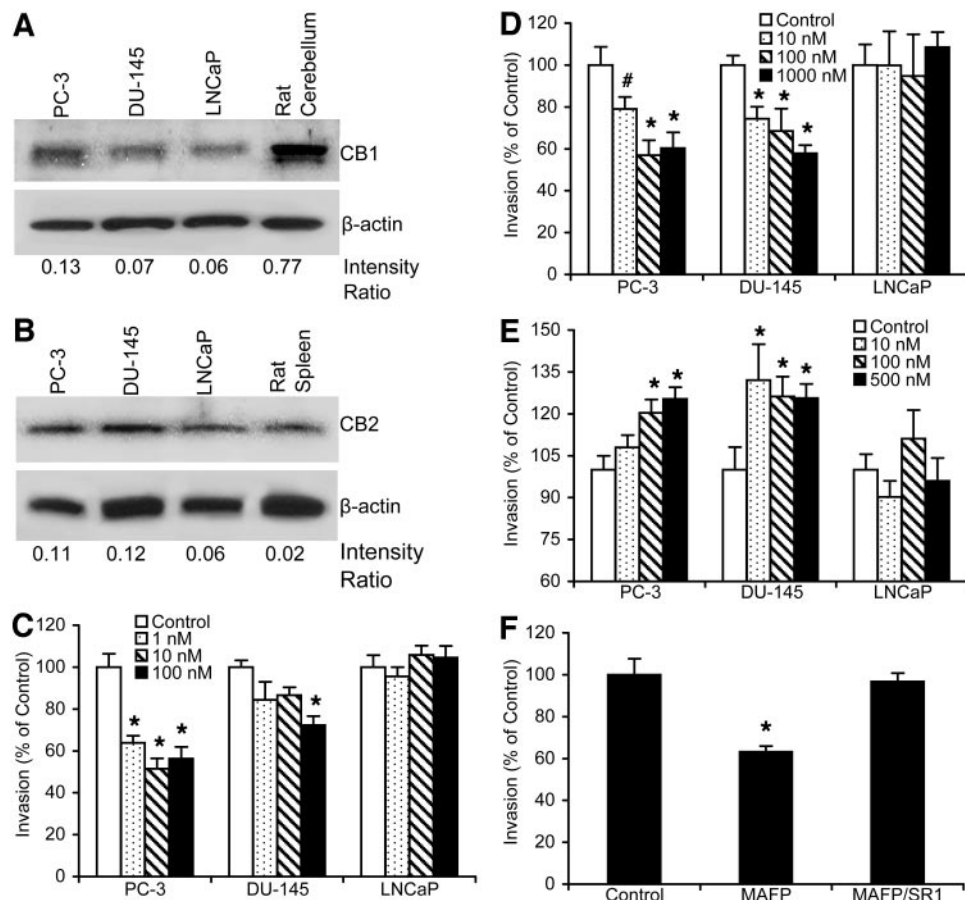 A
PC-3
DU-145
LNCaP
Rat
Cerebellum
CB1
β-actin
0.13 0.07 0.06 0.77 Intensity
Ratio
B
PC-3
DU-145
LNCaP
Rat
Spleen
CB2
β-actin
0.11 0.12 0.06 0.02 Intensity
Ratio
C
Invasion (% of Control)
120
100
80
60
40
20
0
Control
1 nM
10 nM
100 nM
* * *
*
PC-3 DU-145 LNCaP
D
Invasion (% of Control)
120
100
80
60
40
20
0
Control
10 nM
100 nM
1000 nM
# * *
* * *
PC-3 DU-145 LNCaP
E
Invasion (% of Control)
150
135
120
105
90
75
60
Control
10 nM
100 nM
500 nM
* *
* * *
PC-3 DU-145 LNCaP
F
Invasion (% of Control)
120
100
80
60
40
20
0
*
Control MAFP MAFP/SR1